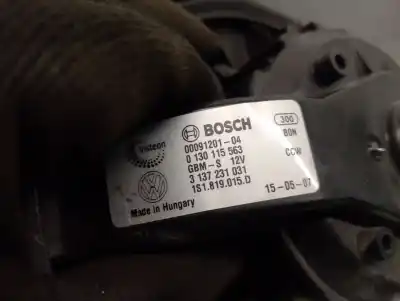 Visteon
BOSCH
300
00091201-04
BON
0 130 115 563
GBM-S 12V
CCW
3 137 231 031
1S1.819.015.D
15-05-07
Made in Hungary